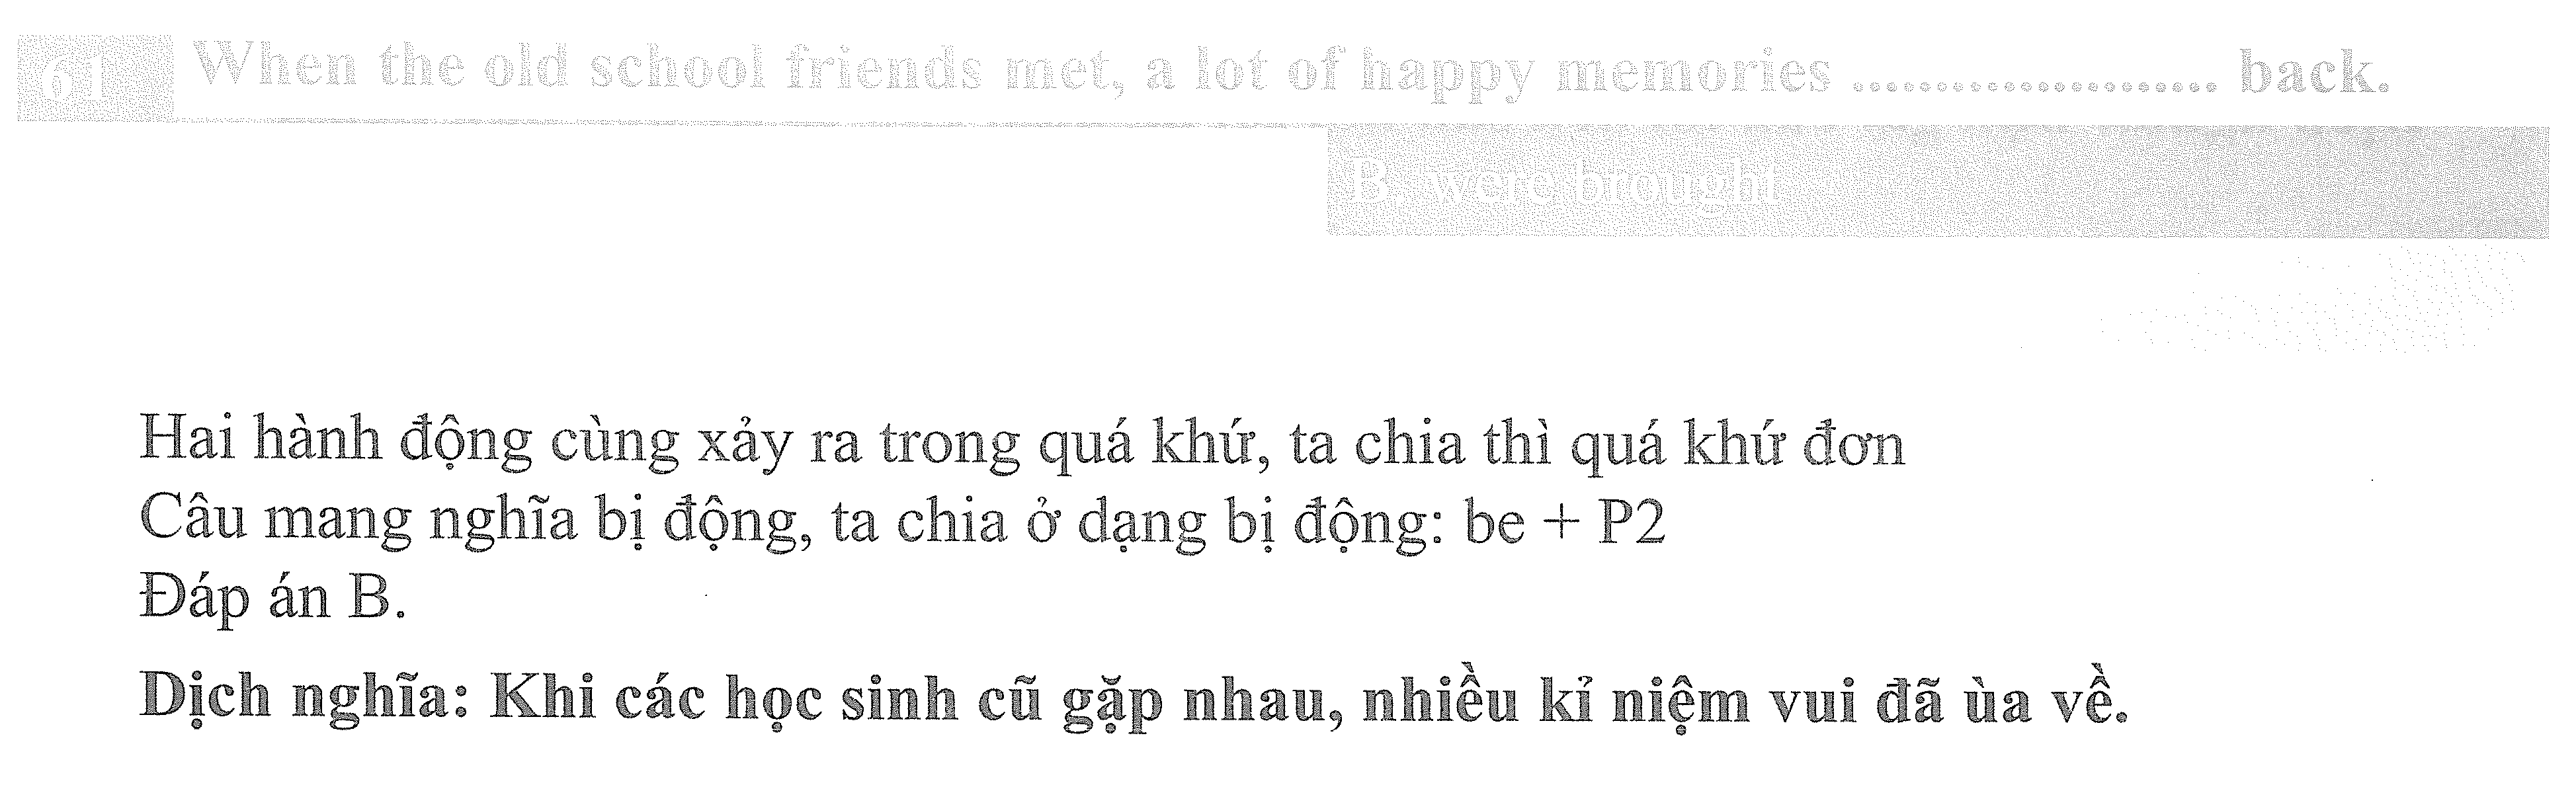 61 When the old school friends met, a lot of happy memories ...................... back.
B. were brought
Hai hành động cùng xảy ra trong quá khứ, ta chia thì quá khứ đơn
Câu mang nghĩa bị động, ta chia ở dạng bị động: be + P2
Đáp án B.
Dịch nghĩa: Khi các học sinh cũ gặp nhau, nhiều kỉ niệm vui đã ùa về.